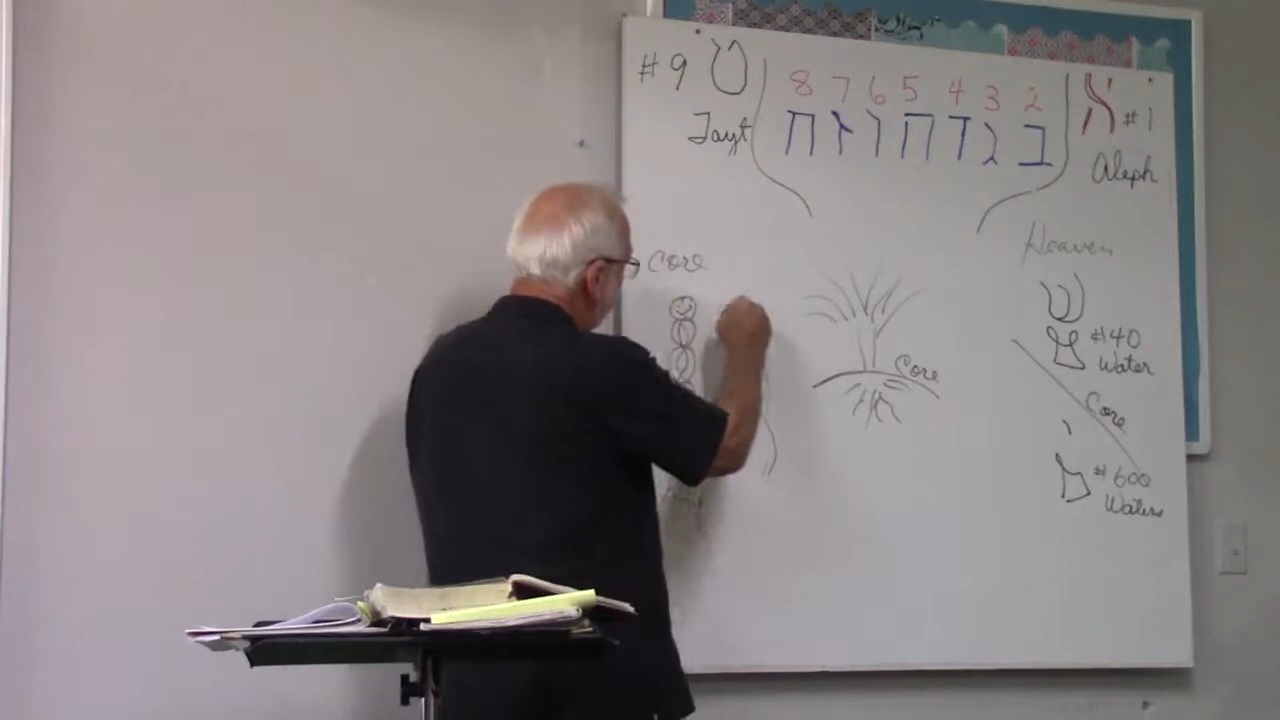 #9 ט 8 7 6 5 4 3 2 א #1
Tayt ח ז ו ה ד ג ב Aleph
Heaven
Core
#40
Water
Core
Core
#600
Waters